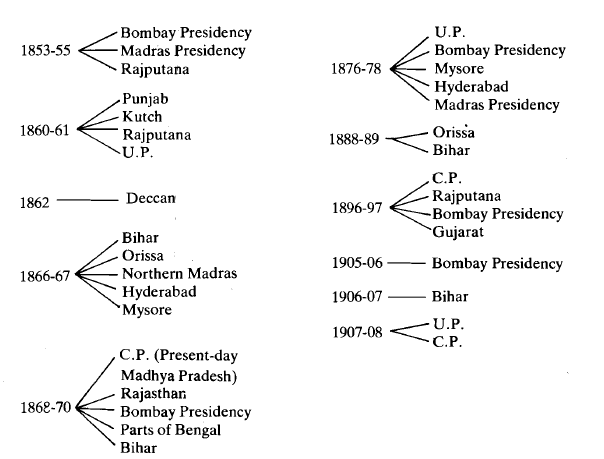 1853-55
Bombay Presidency
Madras Presidency
Rajputana
1860-61
Punjab
Kutch
Rajputana
U.P.
1862
Deccan
1866-67
Bihar
Orissa
Northern Madras
Hyderabad
Mysore
1868-70
C.P. (Present-day
Madhya Pradesh)
Rajasthan
Bombay Presidency
Parts of Bengal
Bihar
1876-78
U.P.
Bombay Presidency
Mysore
Hyderabad
Madras Presidency
1888-89
Orissa
Bihar
1896-97
C.P.
Rajputana
Bombay Presidency
Gujarat
1905-06
Bombay Presidency
1906-07
Bihar
1907-08
U.P.
C.P.